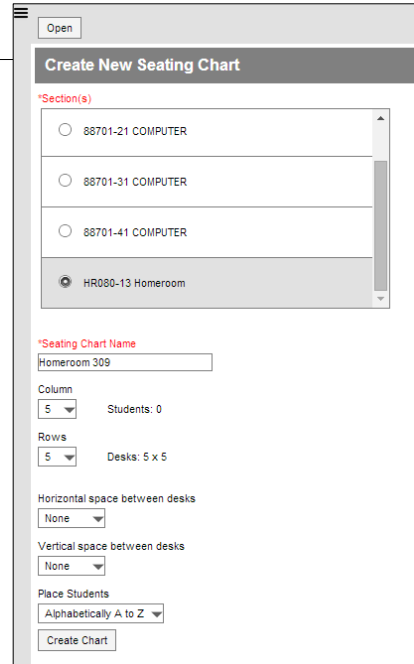 Open
Create New Seating Chart
*Section(s)
88701-21 COMPUTER
88701-31 COMPUTER
88701-41 COMPUTER
HR080-13 Homeroom
*Seating Chart Name
Homeroom 309
Column
5 Students: 0
Rows
5 Desks: 5 x 5
Horizontal space between desks
None
Vertical space between desks
None
Place Students
Alphabetically A to Z
Create Chart